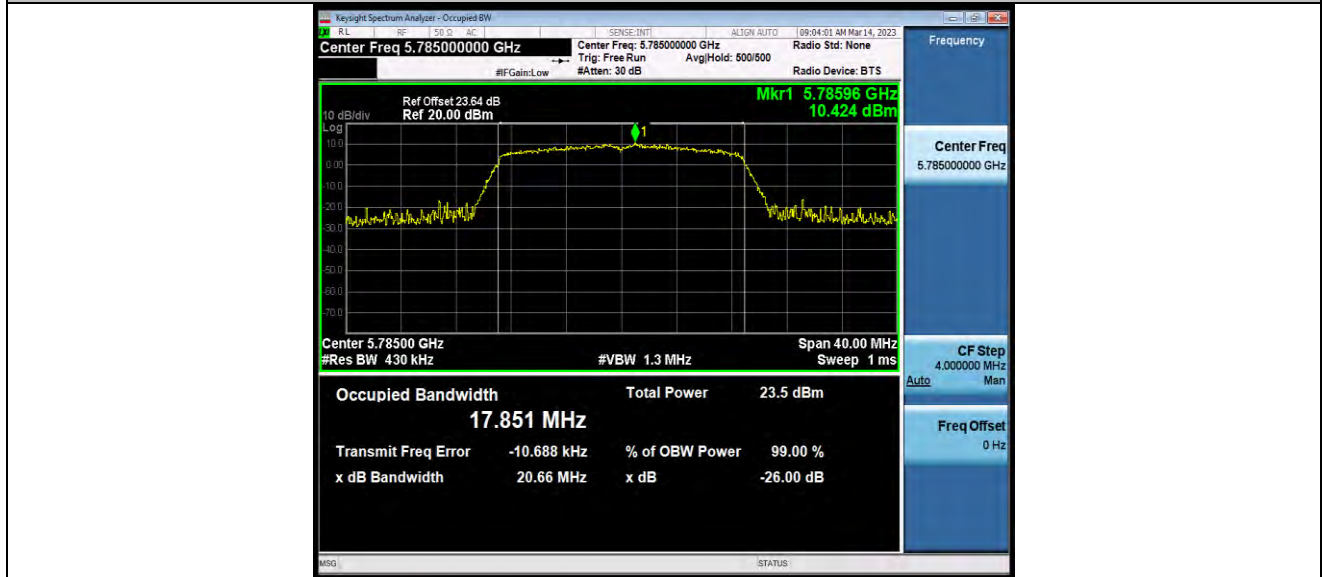 Keysight Spectrum Analyzer - Occupied BW
RL RF 50 Ω AC SENSE:INT ALIGN AUTO 09:04:01 AM Mar 14, 2023
Center Freq 5.785000000 GHz
Center Freq: 5.785000000 GHz Radio Std: None
Trig: Free Run Avg|Hold: 500/500
#IFGain:Low #Atten: 30 dB Radio Device: BTS
Frequency
Mkr1 5.78596 GHz
10.424 dBm
Ref Offset 23.64 dB
10 dB/div Ref 20.00 dBm
Log
1
10.0
0.00
-10.0
-20.0
-30.0
-40.0
-50.0
-60.0
-70.0
Center 5.78500 GHz Span 40.00 MHz
#Res BW 430 kHz #VBW 1.3 MHz Sweep 1 ms
Occupied Bandwidth Total Power 23.5 dBm
17.851 MHz
Transmit Freq Error -10.688 kHz % of OBW Power 99.00 %
x dB Bandwidth 20.66 MHz x dB -26.00 dB
Center Freq
5.785000000 GHz
CF Step
4.000000 MHz
Auto Man
Freq Offset
0 Hz
MSG STATUS